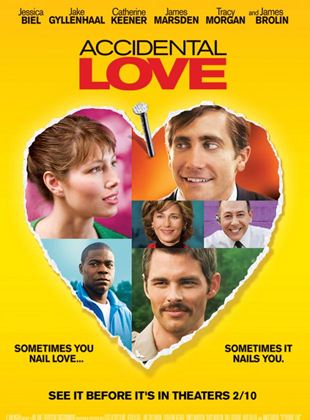 Jessica BIEL Jake GYLLENHAAL Catherine KEENER James MARSDEN Tracy MORGAN and James BROLIN
ACCIDENTAL
LOVE
SOMETIMES YOU NAIL LOVE...
SOMETIMES IT NAILS YOU.
SEE IT BEFORE IT'S IN THEATERS 2/10